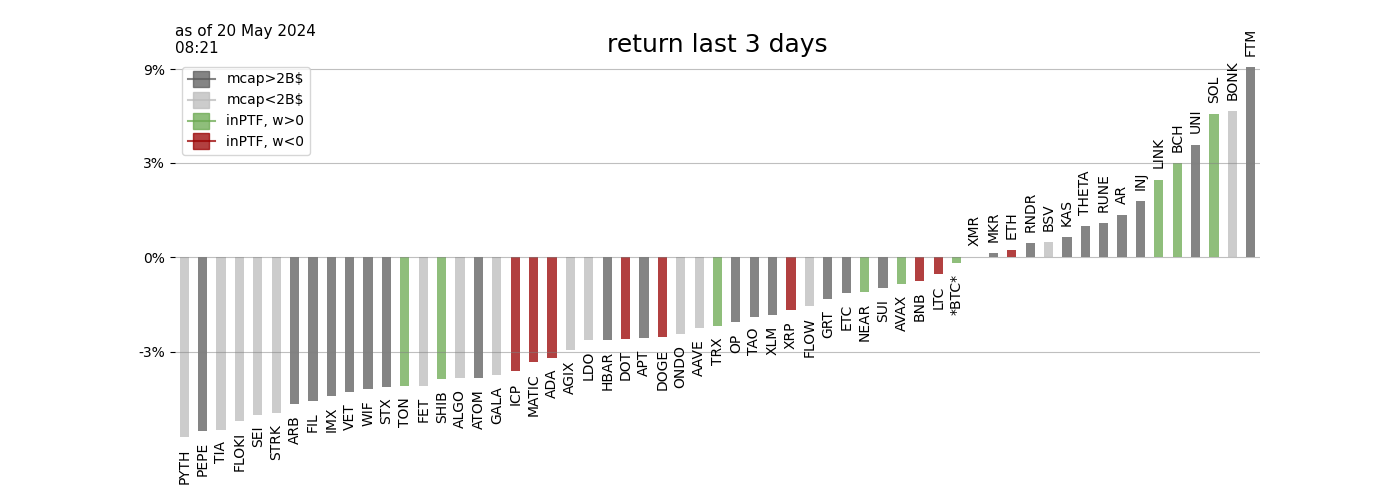 as of 20 May 2024
08:21
return last 3 days
9%
3%
0%
-3%
mcap>2B$
mcap<2B$
inPTF, w>0
inPTF, w<0
PYTH
PEPE
TIA
FLOKI
SEI
STRK
ARB
FIL
IMX
VET
WIF
STX
TON
FET
SHIB
ALGO
ATOM
GALA
ICP
MATIC
ADA
AGIX
LDO
HBAR
DOT
APT
DOGE
ONDO
AAVE
TRX
OP
TAO
XLM
XRP
FLOW
GRT
ETC
NEAR
SUI
AVAX
BNB
LTC
*BTC*
XMR
MKR
ETH
RNDR
BSV
KAS
THETA
RUNE
AR
INJ
LINK
BCH
UNI
SOL
BONK
FTM